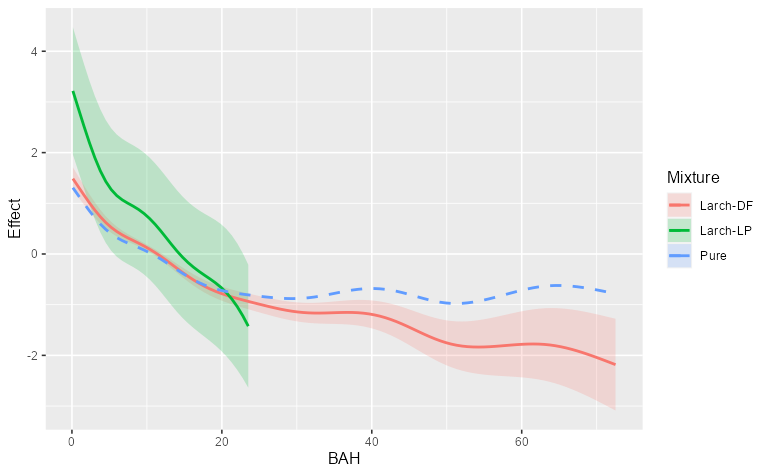 4
2
0
-2
Effect
0
20
40
60
BAH
Mixture
Larch-DF
Larch-LP
Pure